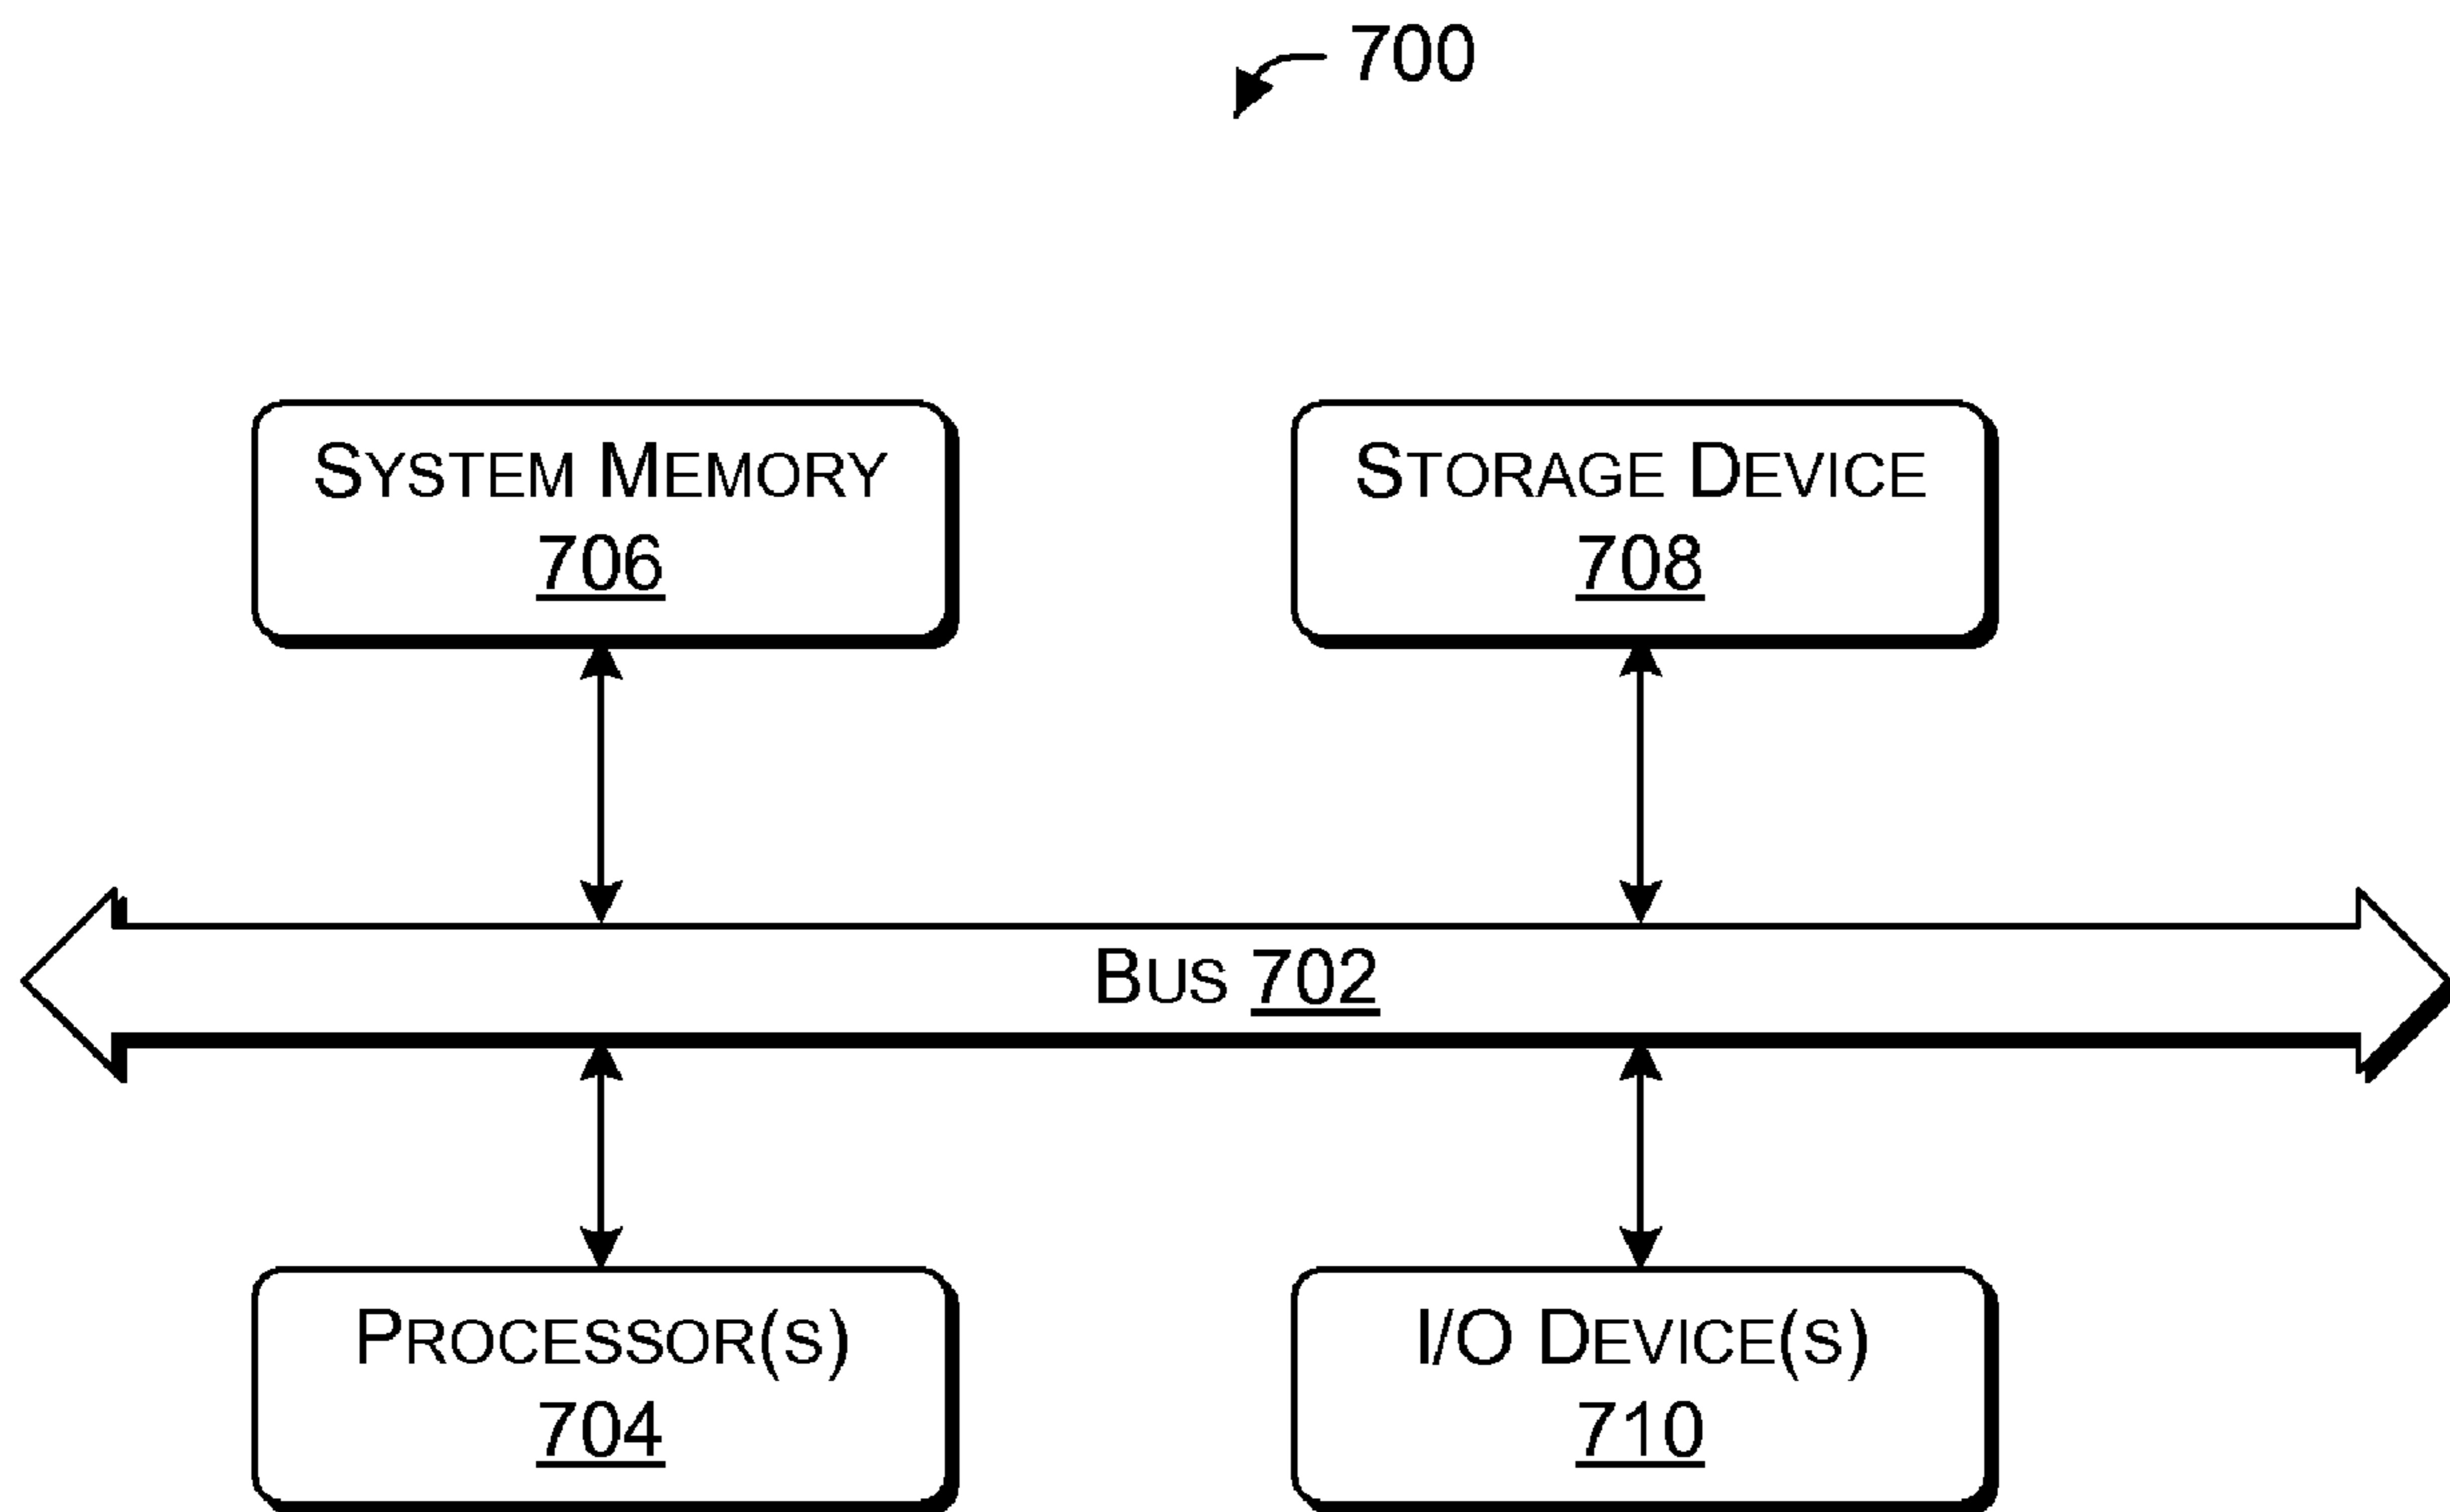 700
SYSTEM MEMORY
706
STORAGE DEVICE
708
BUS 702
PROCESSOR(S)
704
I/O DEVICE(S)
710